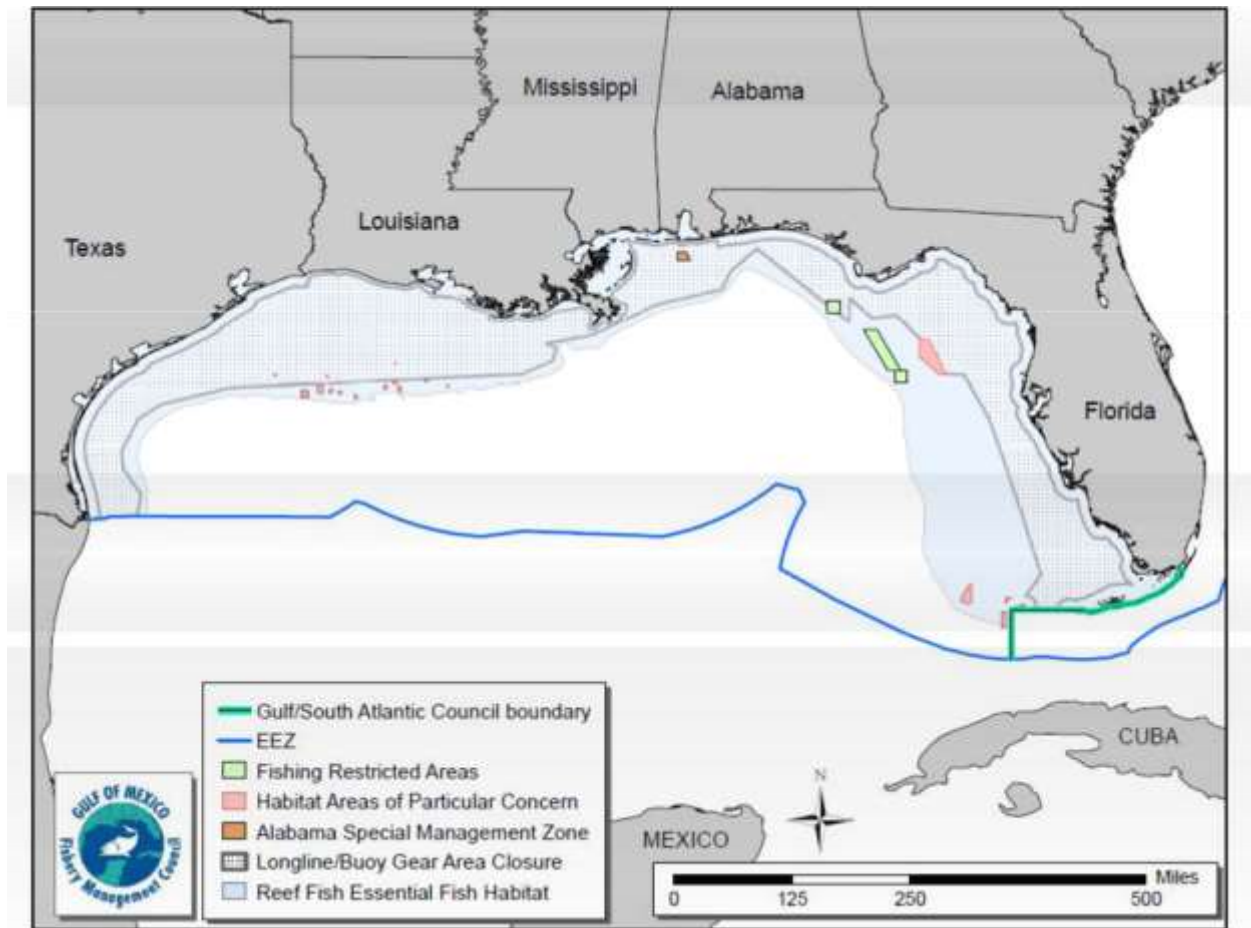 Mississippi
Alabama
Louisiana
Texas
Florida
Gulf/South Atlantic Council boundary
EEZ
Fishing Restricted Areas
Habitat Areas of Particular Concern
Alabama Special Management Zone
Longline/Buoy Gear Area Closure
Reef Fish Essential Fish Habitat
CUBA
N
MEXICO
Miles
0 125 250 500
GULF OF MEXICO
Fishery Management Council